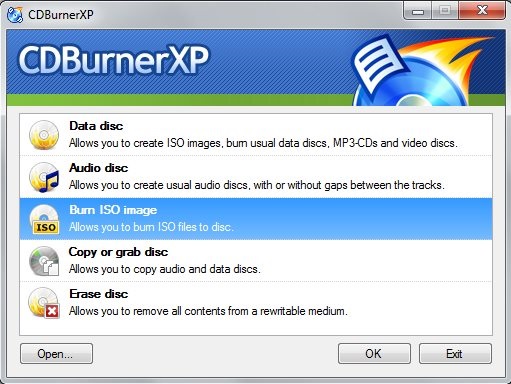 CDBurnerXP
CDBurnerXP
Data disc
Allows you to create ISO images, burn usual data discs, MP3-CDs and video discs.
Audio disc
Allows you to create usual audio discs, with or without gaps between the tracks.
Burn ISO image
ISO
Allows you to burn ISO files to disc.
Copy or grab disc
Allows you to copy audio and data discs.
Erase disc
Allows you to remove all contents from a rewritable medium.
Open... OK Exit